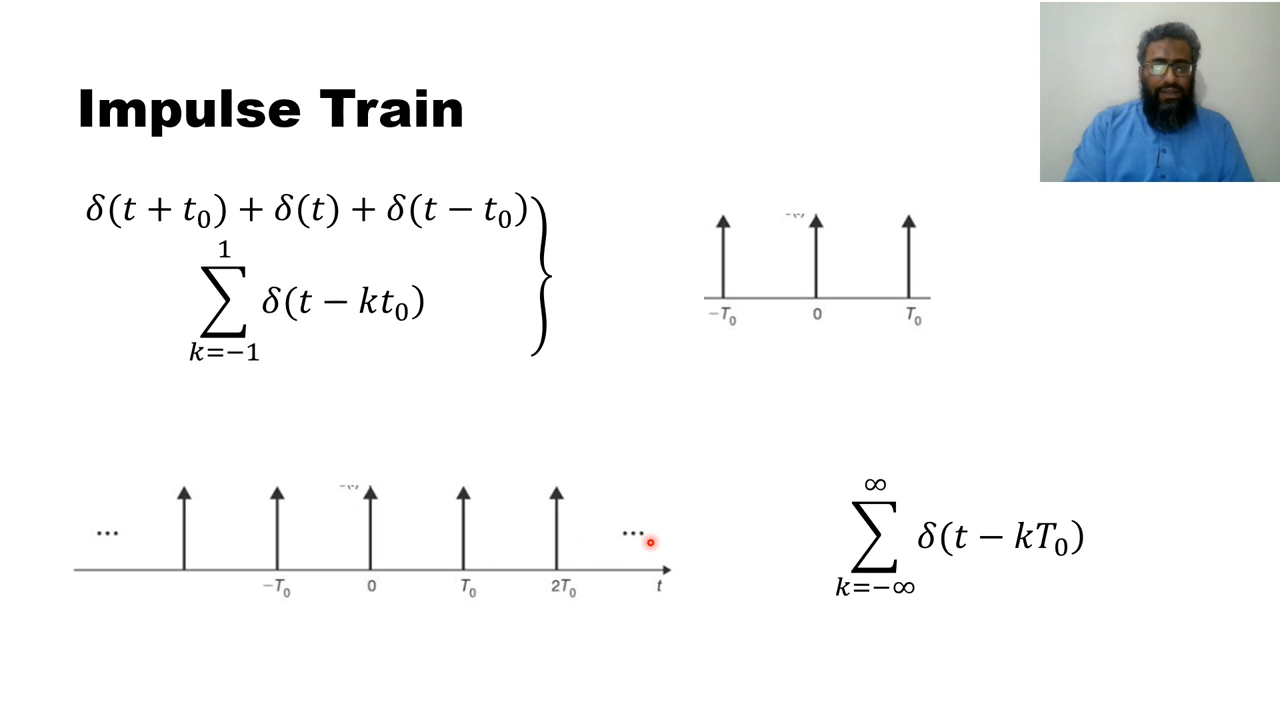 Impulse Train
δ(t + t₀) + δ(t) + δ(t − t₀)
1
∑ δ(t − kt₀)
k=−1
−T₀ 0 T₀
... ...
−T₀ 0 T₀ 2T₀ t
∞
∑ δ(t − kT₀)
k=−∞